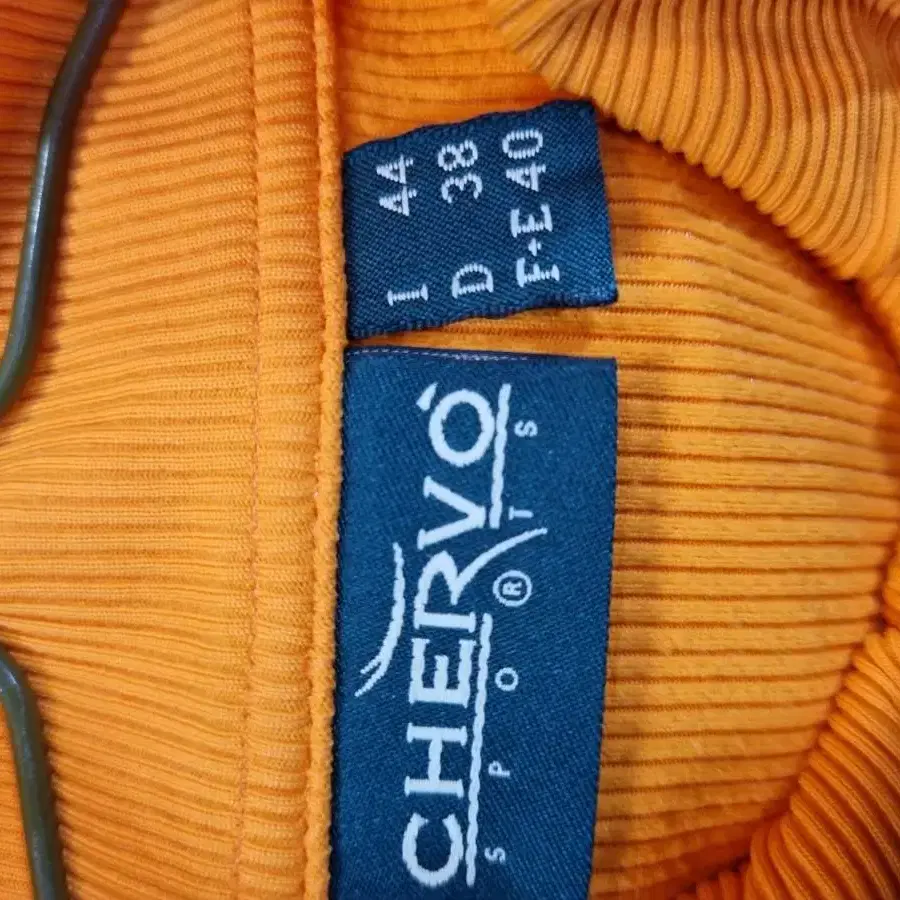 I 44
D 38
F+E 40
CHERVÒ
SPORTS
®